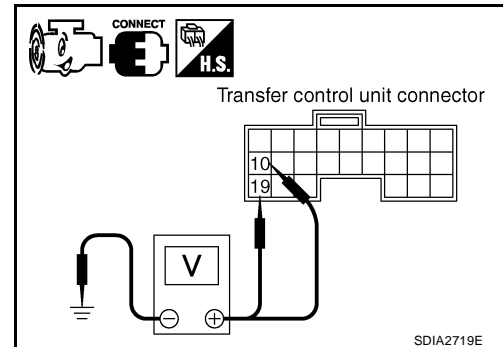 CONNECT
H.S.
Transfer control unit connector
10
19
V
− +
SDIA2719E